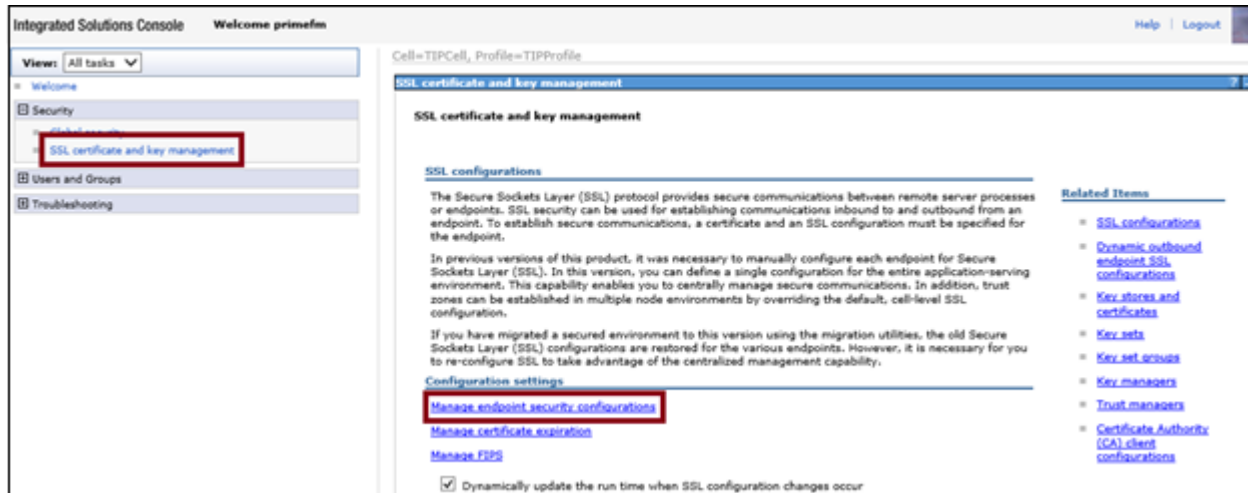 Integrated Solutions Console Welcome primefm Help | Logout
View: All tasks
Welcome
Security
Global security
SSL certificate and key management
Users and Groups
Troubleshooting
Cell=TIPCell, Profile=TIPProfile
SSL certificate and key management ?
SSL certificate and key management
SSL configurations
The Secure Sockets Layer (SSL) protocol provides secure communications between remote server processes
or endpoints. SSL security can be used for establishing communications inbound to and outbound from an
endpoint. To establish secure communications, a certificate and an SSL configuration must be specified for
the endpoint.
In previous versions of this product, it was necessary to manually configure each endpoint for Secure
Sockets Layer (SSL). In this version, you can define a single configuration for the entire application-serving
environment. This capability enables you to centrally manage secure communications. In addition, trust
zones can be established in multiple node environments by overriding the default, cell-level SSL
configuration.
If you have migrated a secured environment to this version using the migration utilities, the old Secure
Sockets Layer (SSL) configurations are restored for the various endpoints. However, it is necessary for you
to re-configure SSL to take advantage of the centralized management capability.
Configuration settings
Manage endpoint security configurations
Manage certificate expiration
Manage FIPS
Dynamically update the run time when SSL configuration changes occur
Related Items
SSL configurations
Dynamic outbound
endpoint SSL
configurations
Key stores and
certificates
Key sets
Key set groups
Key managers
Trust managers
Certificate Authority
(CA) client
configurations